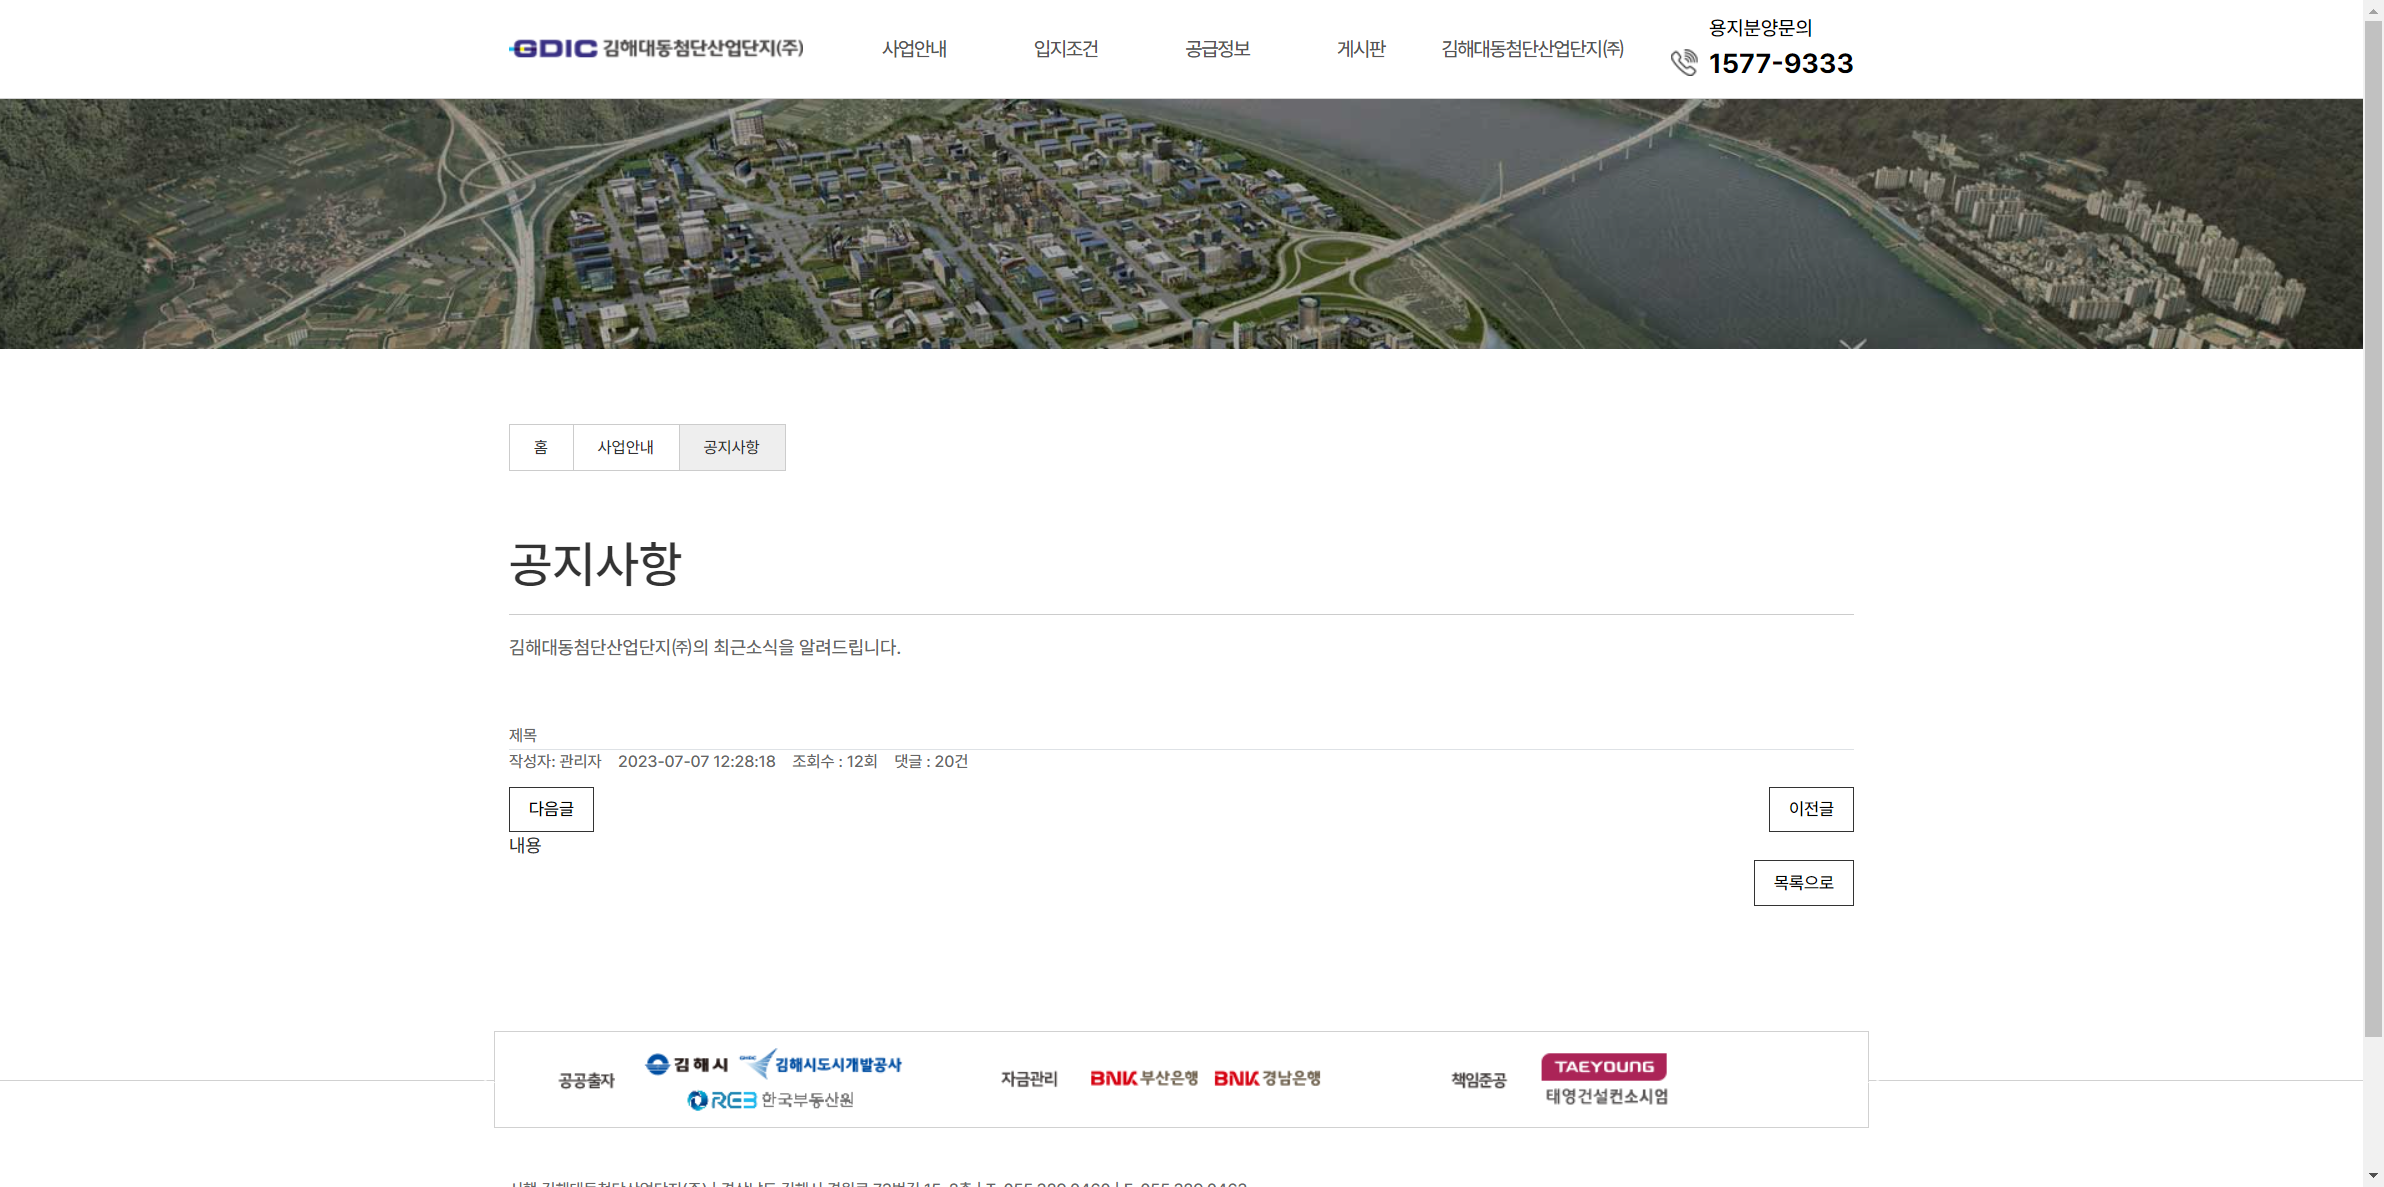 GDIC 김해대동첨단산업단지(주)
사업안내
입지조건
공급정보
게시판
김해대동첨단산업단지㈜
용지분양문의
1577-9333
홈
사업안내
공지사항
공지사항
김해대동첨단산업단지㈜의 최근소식을 알려드립니다.
제목
작성자: 관리자 2023-07-07 12:28:18 조회수 : 12회 댓글 : 20건
다음글
이전글
내용
목록으로
공공출자
김해시
김해시도시개발공사
REB 한국부동산원
자금관리
BNK 부산은행
BNK 경남은행
책임준공
TAEYOUNG
태영건설컨소시엄